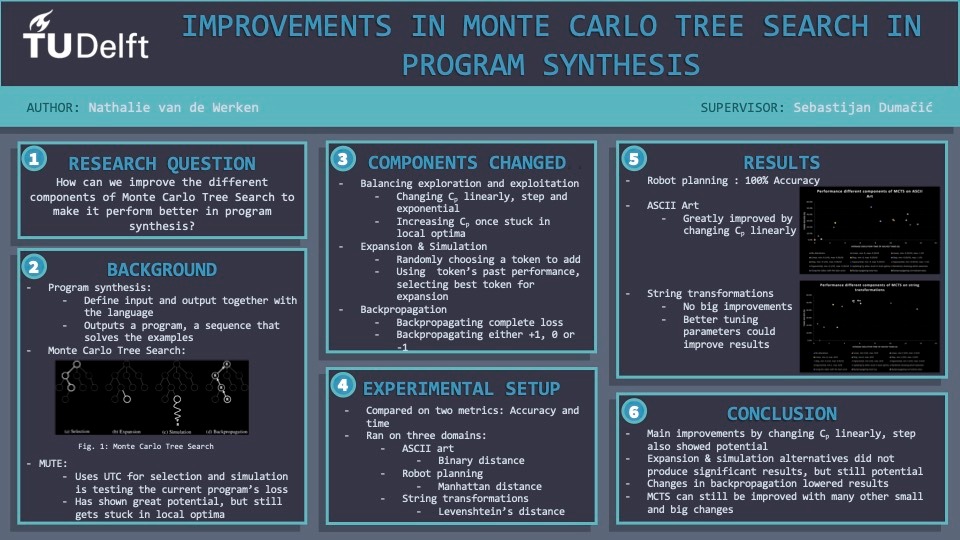 TU Delft
IMPROVEMENTS IN MONTE CARLO TREE SEARCH IN
PROGRAM SYNTHESIS
AUTHOR: Nathalie van de Werken
SUPERVISOR: Sebastijan Dumačić
1
RESEARCH QUESTION
How can we improve the different
components of Monte Carlo Tree Search to
make it perform better in program
synthesis?
2
BACKGROUND
- Program synthesis:
- Define input and output together with
the language
- Outputs a program, a sequence that
solves the examples
- Monte Carlo Tree Search:
(a) Selection
(b) Expansion
(c) Simulation
(d) Backpropagation
Fig. 1: Monte Carlo Tree Search
- MUTE:
- Uses UTC for selection and simulation
is testing the current program's loss
- Has shown great potential, but still
gets stuck in local optima
3
COMPONENTS CHANGED
- Balancing exploration and exploitation
- Changing Cp linearly, step and
exponential
- Increasing Cp once stuck in
local optima
- Expansion & Simulation
- Randomly choosing a token to add
- Using token's past performance,
selecting best token for
expansion
- Backpropagation
- Backpropagating complete loss
- Backpropagating either +1, 0 or
-1
4
EXPERIMENTAL SETUP
- Compared on two metrics: Accuracy and
time
- Ran on three domains:
- ASCII art
- Binary distance
- Robot planning
- Manhattan distance
- String transformations
- Levenshtein's distance
5
RESULTS
- Robot planning : 100% Accuracy
- ASCII Art
- Greatly improved by
changing Cp linearly
Performance different components of MCTS on ASCII
Art
- String transformations
- No big improvements
- Better tuning
parameters could
improve results
Performance different components of MCTS on string
transformations
6
CONCLUSION
- Main improvements by changing Cp linearly, step
also showed potential
- Expansion & simulation alternatives did not
produce significant results, but still potential
- Changes in backpropagation lowered results
- MCTS can still be improved with many other small
and big changes